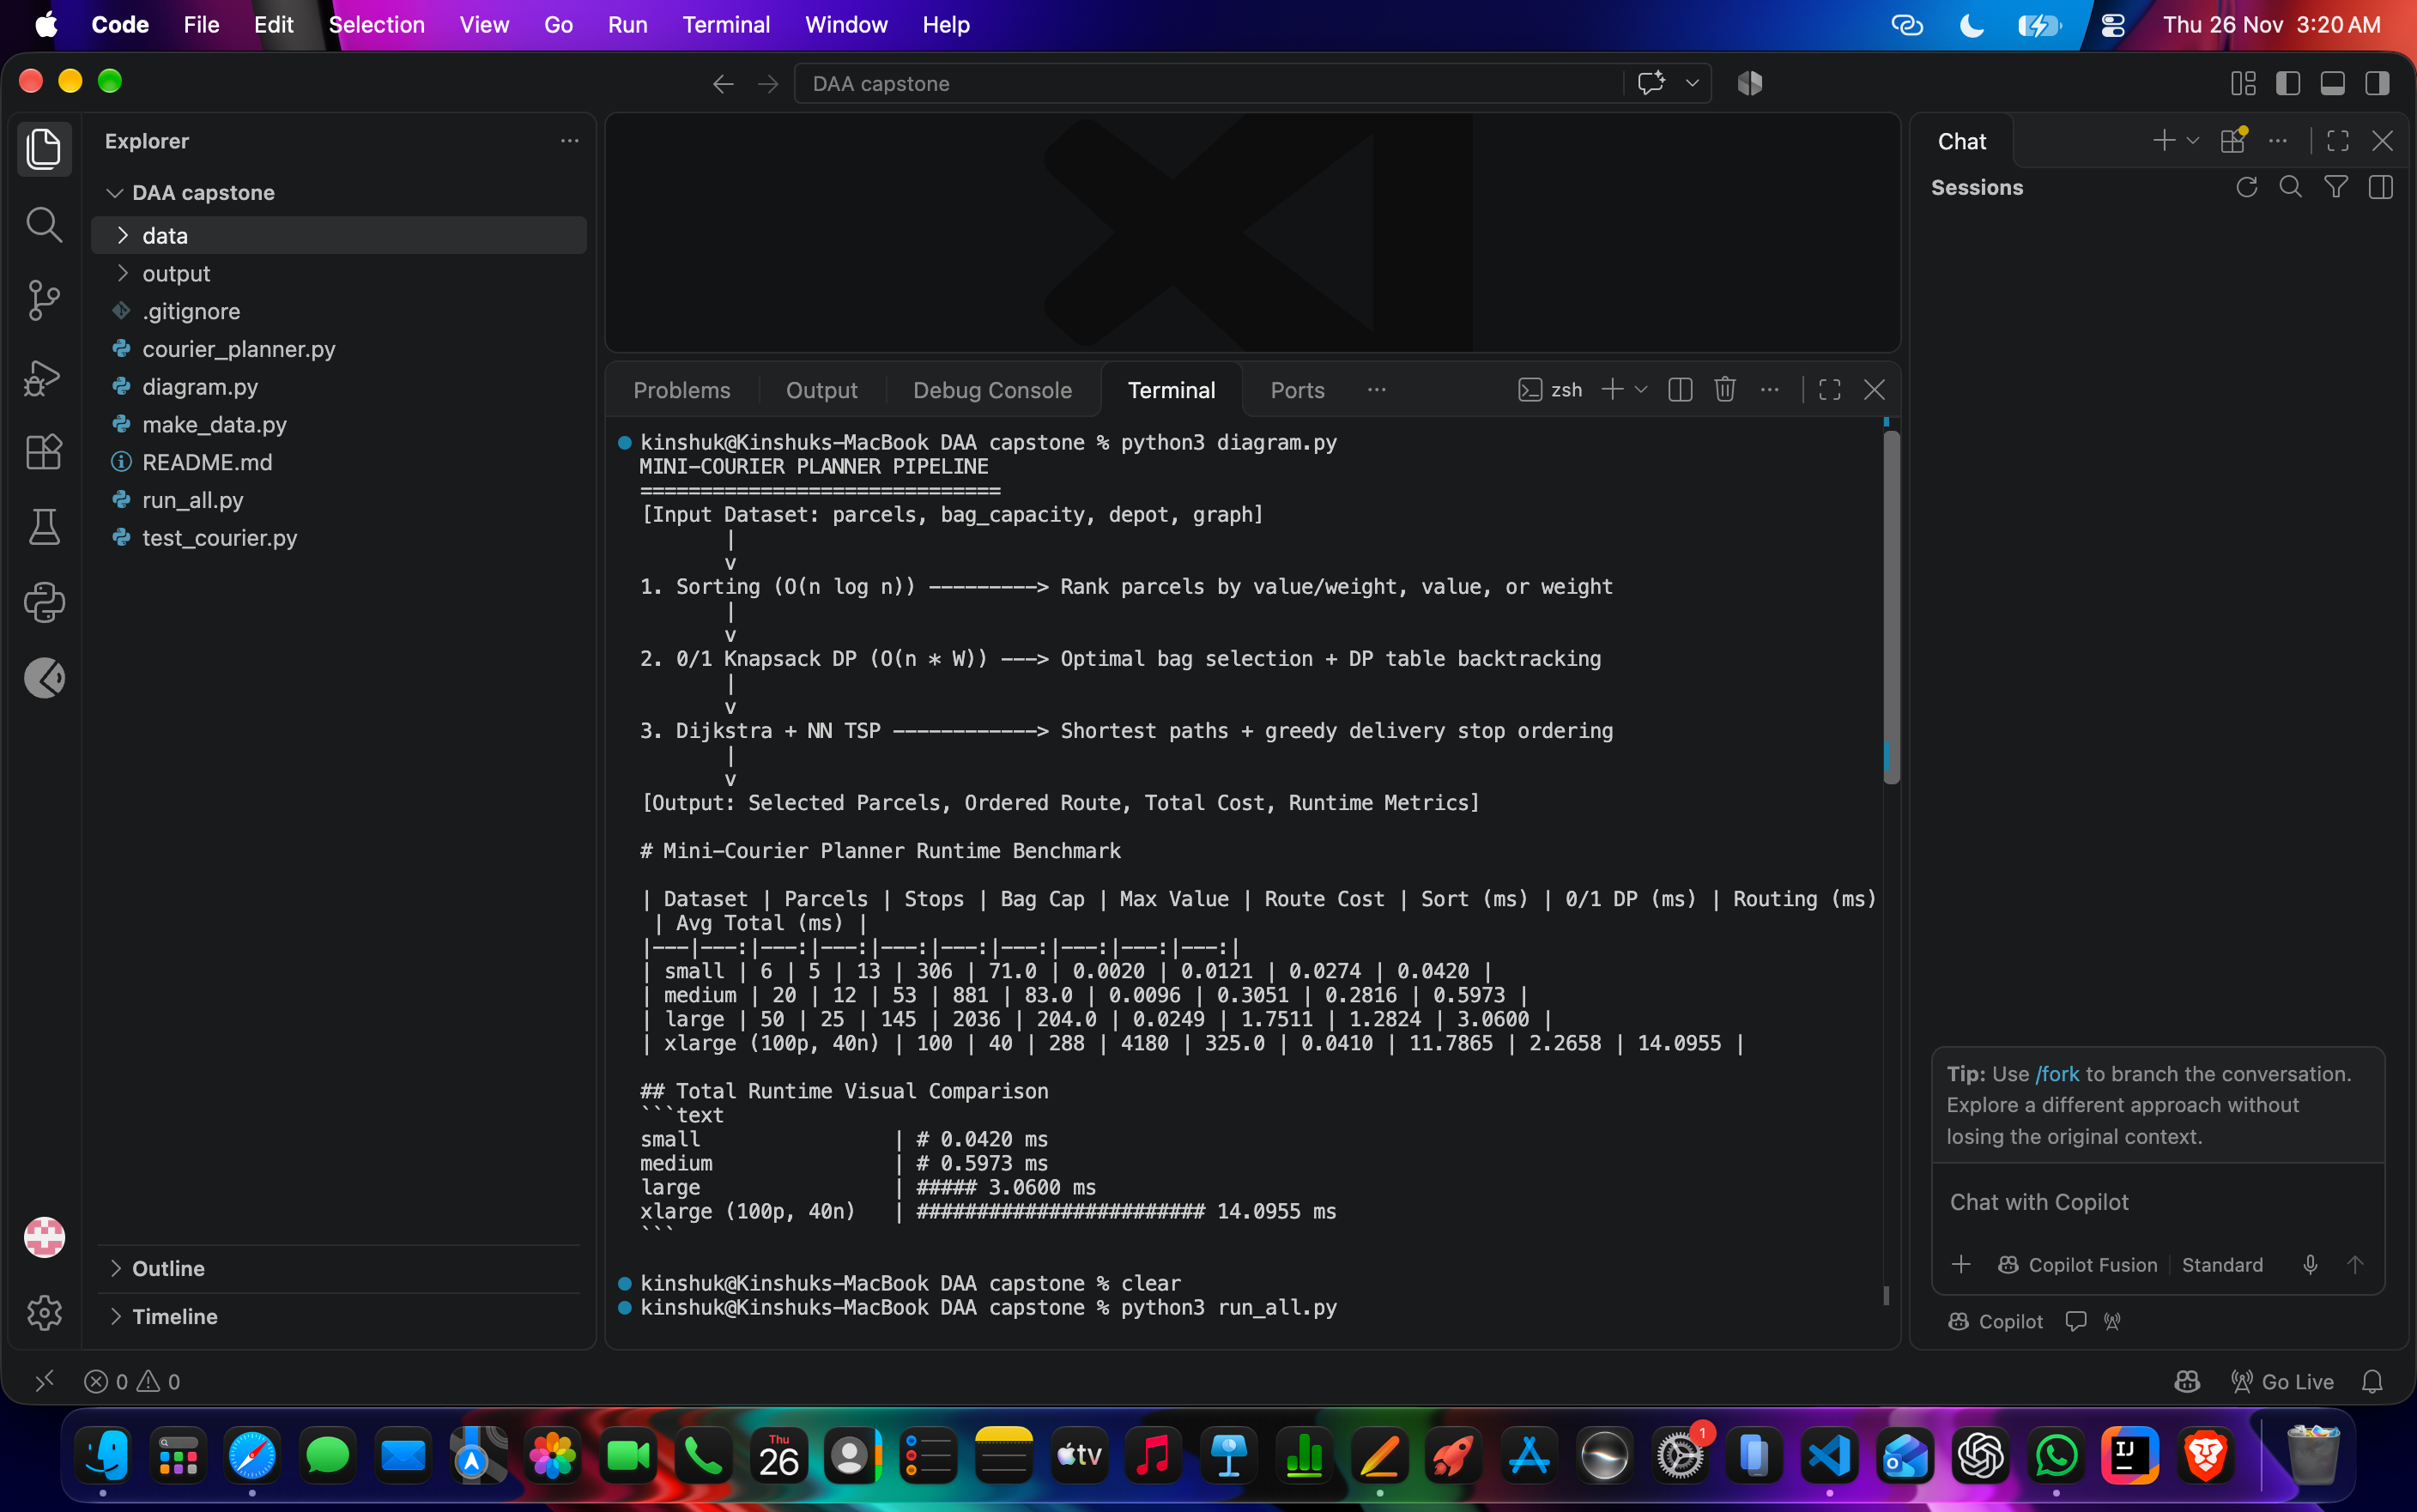 Code File Edit Selection View Go Run Terminal Window Help
Thu 26 Nov 3:20 AM
DAA capstone
Explorer
DAA capstone
data
output
.gitignore
courier_planner.py
diagram.py
make_data.py
README.md
run_all.py
test_courier.py
Outline
Timeline
Problems Output Debug Console Terminal Ports
zsh
kinshuk@Kinshuks-MacBook DAA capstone % python3 diagram.py
MINI-COURIER PLANNER PIPELINE
==============================
[Input Dataset: parcels, bag_capacity, depot, graph]
|
v
1. Sorting (O(n log n)) ---------> Rank parcels by value/weight, value, or weight
|
v
2. 0/1 Knapsack DP (O(n * W)) ---> Optimal bag selection + DP table backtracking
|
v
3. Dijkstra + NN TSP ------------> Shortest paths + greedy delivery stop ordering
|
v
[Output: Selected Parcels, Ordered Route, Total Cost, Runtime Metrics]
# Mini-Courier Planner Runtime Benchmark
| Dataset | Parcels | Stops | Bag Cap | Max Value | Route Cost | Sort (ms) | 0/1 DP (ms) | Routing (ms)
| Avg Total (ms) |
|---|---:|---:|---:|---:|---:|---:|---:|---:|---:|
| small | 6 | 5 | 13 | 306 | 71.0 | 0.0020 | 0.0121 | 0.0274 | 0.0420 |
| medium | 20 | 12 | 53 | 881 | 83.0 | 0.0096 | 0.3051 | 0.2816 | 0.5973 |
| large | 50 | 25 | 145 | 2036 | 204.0 | 0.0249 | 1.7511 | 1.2824 | 3.0600 |
| xlarge (100p, 40n) | 100 | 40 | 288 | 4180 | 325.0 | 0.0410 | 11.7865 | 2.2658 | 14.0955 |
## Total Runtime Visual Comparison
```text
small | # 0.0420 ms
medium | # 0.5973 ms
large | ##### 3.0600 ms
xlarge (100p, 40n) | ######################## 14.0955 ms
```
kinshuk@Kinshuks-MacBook DAA capstone % clear
kinshuk@Kinshuks-MacBook DAA capstone % python3 run_all.py
Chat
Sessions
Tip: Use /fork to branch the conversation.
Explore a different approach without
losing the original context.
Chat with Copilot
Copilot Fusion Standard
Copilot
0 0
Go Live
Thu
26
tv
1
IJ